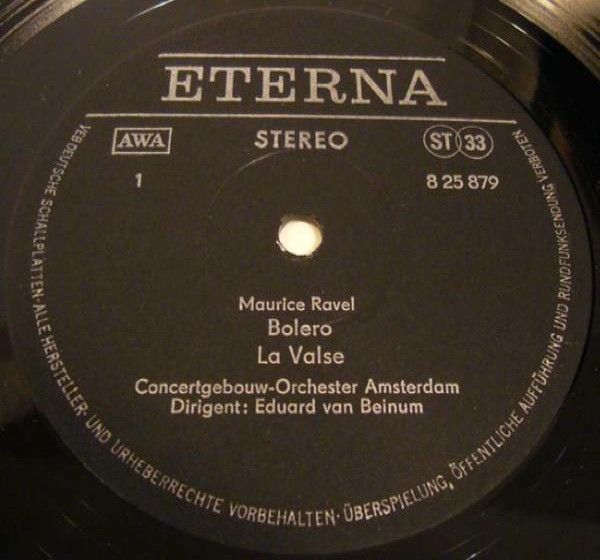 ETERNA
AWA
STEREO
ST 33
1
8 25 879
Maurice Ravel
Bolero
La Valse
Concertgebouw-Orchester Amsterdam
Dirigent: Eduard van Beinum
VEB DEUTSCHE SCHALLPLATTEN · ALLE HERSTELLER- UND URHEBERRECHTE VORBEHALTEN · ÜBERSPIELUNG, ÖFFENTLICHE AUFFÜHRUNG UND RUNDFUNKSENDUNG VERBOTEN